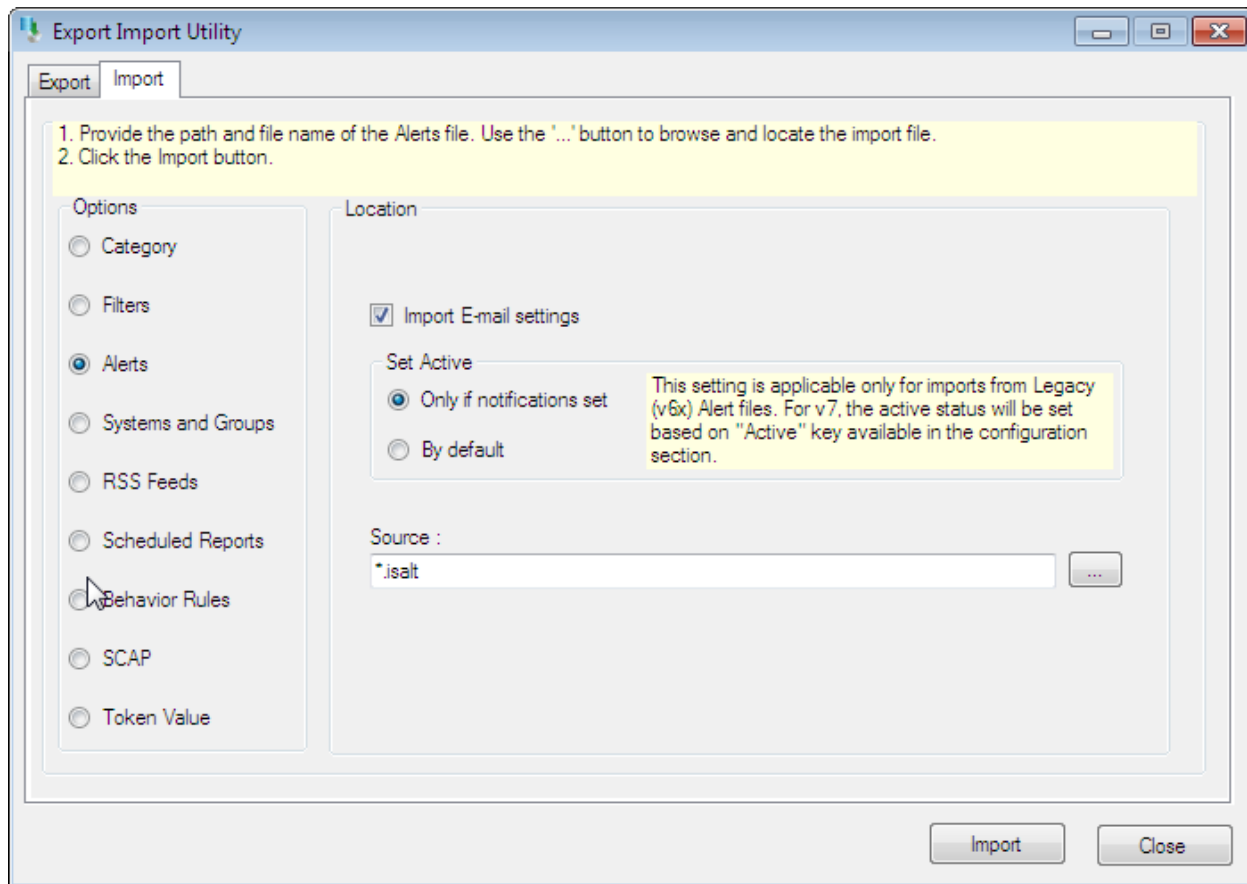 Export Import Utility
Export
Import
1. Provide the path and file name of the Alerts file. Use the '...' button to browse and locate the import file.
2. Click the Import button.
Options
Location
Category
Filters
Alerts
Systems and Groups
RSS Feeds
Scheduled Reports
Behavior Rules
SCAP
Token Value
Import E-mail settings
Set Active
Only if notifications set
By default
This setting is applicable only for imports from Legacy
(v6x) Alert files. For v7, the active status will be set
based on "Active" key available in the configuration
section.
Source :
*.isalt
...
Import
Close